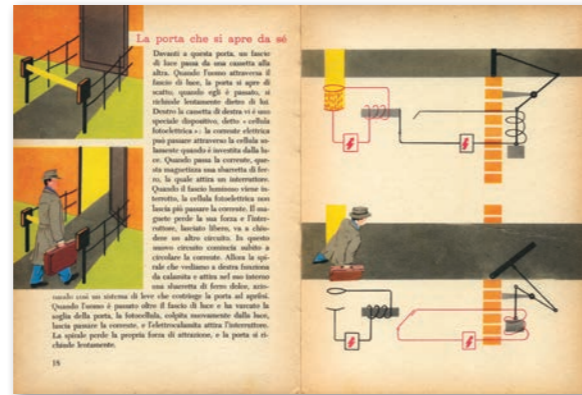 La porta che si apre da sé
Davanti a questa porta, un fascio
di luce passa da una cassetta alla
altra. Quando l'uomo attraversa il
fascio di luce, la porta si apre di
scatto; quando egli è passato, si
richiude lentamente dietro di lui.
Dentro la cassetta di destra vi è uno
speciale dispositivo, detto « cellula
fotoelettrica »: la corrente elettrica
può passare attraverso la cellula so-
lamente quando è investita dalla lu-
ce. Quando passa la corrente, que-
sta magnetizza una sbarretta di fer-
ro, la quale attira un interruttore.
Quando il fascio luminoso viene in-
terrotto, la cellula fotoelettrica non
lascia più passare la corrente. Il ma-
gnete perde la sua forza e l'inter-
ruttore, lasciato libero, va a chiu-
dere un altro circuito. In questo
nuovo circuito comincia subito a
circolare la corrente. Allora la spi-
rale che vediamo a destra funziona
da calamita e attira nel suo interno
una sbarretta di ferro dolce, azio-
nando così un sistema di leve che costringe la porta ad aprirsi.
Quando l'uomo è passato oltre il fascio di luce e ha varcato la
soglia della porta, la fotocellula, colpita nuovamente dalla luce,
lascia passare la corrente, e l'elettrocalamita attira l'interruttore.
La spirale perde la propria forza di attrazione, e la porta si ri-
chiude lentamente.
16